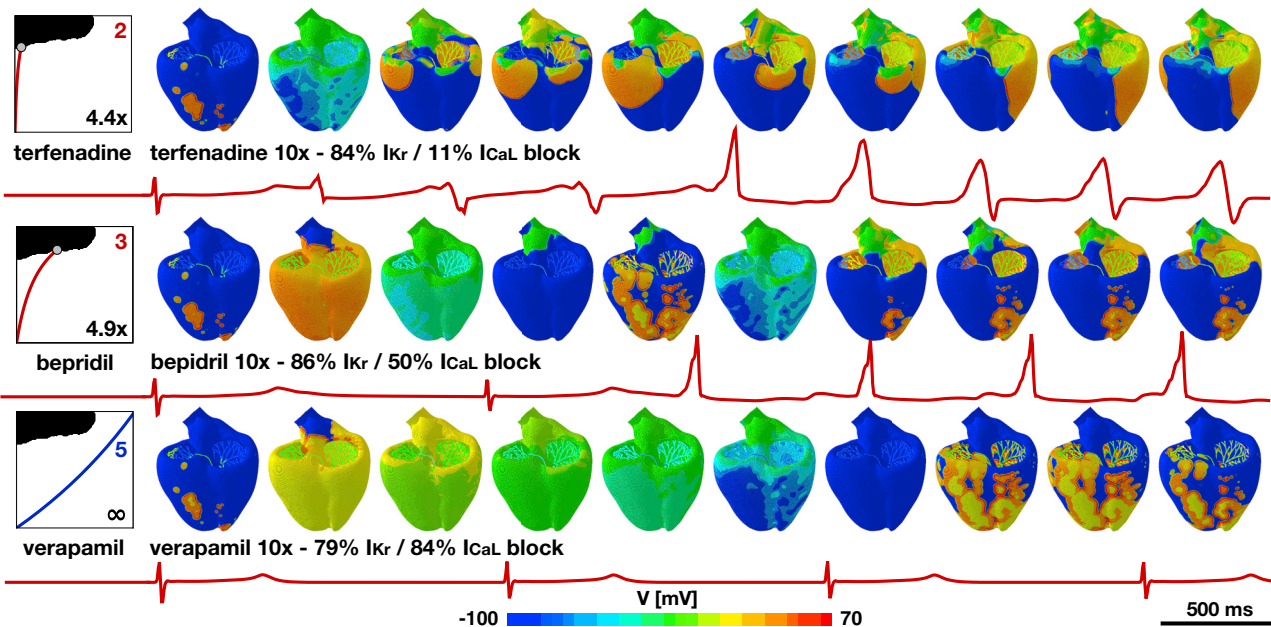 2
4.4x
terfenadine
terfenadine 10x - 84% IKr / 11% ICaL block
3
4.9x
bepridil
bepidril 10x - 86% IKr / 50% ICaL block
5
∞
verapamil
verapamil 10x - 79% IKr / 84% ICaL block
V [mV]
-100 70
500 ms